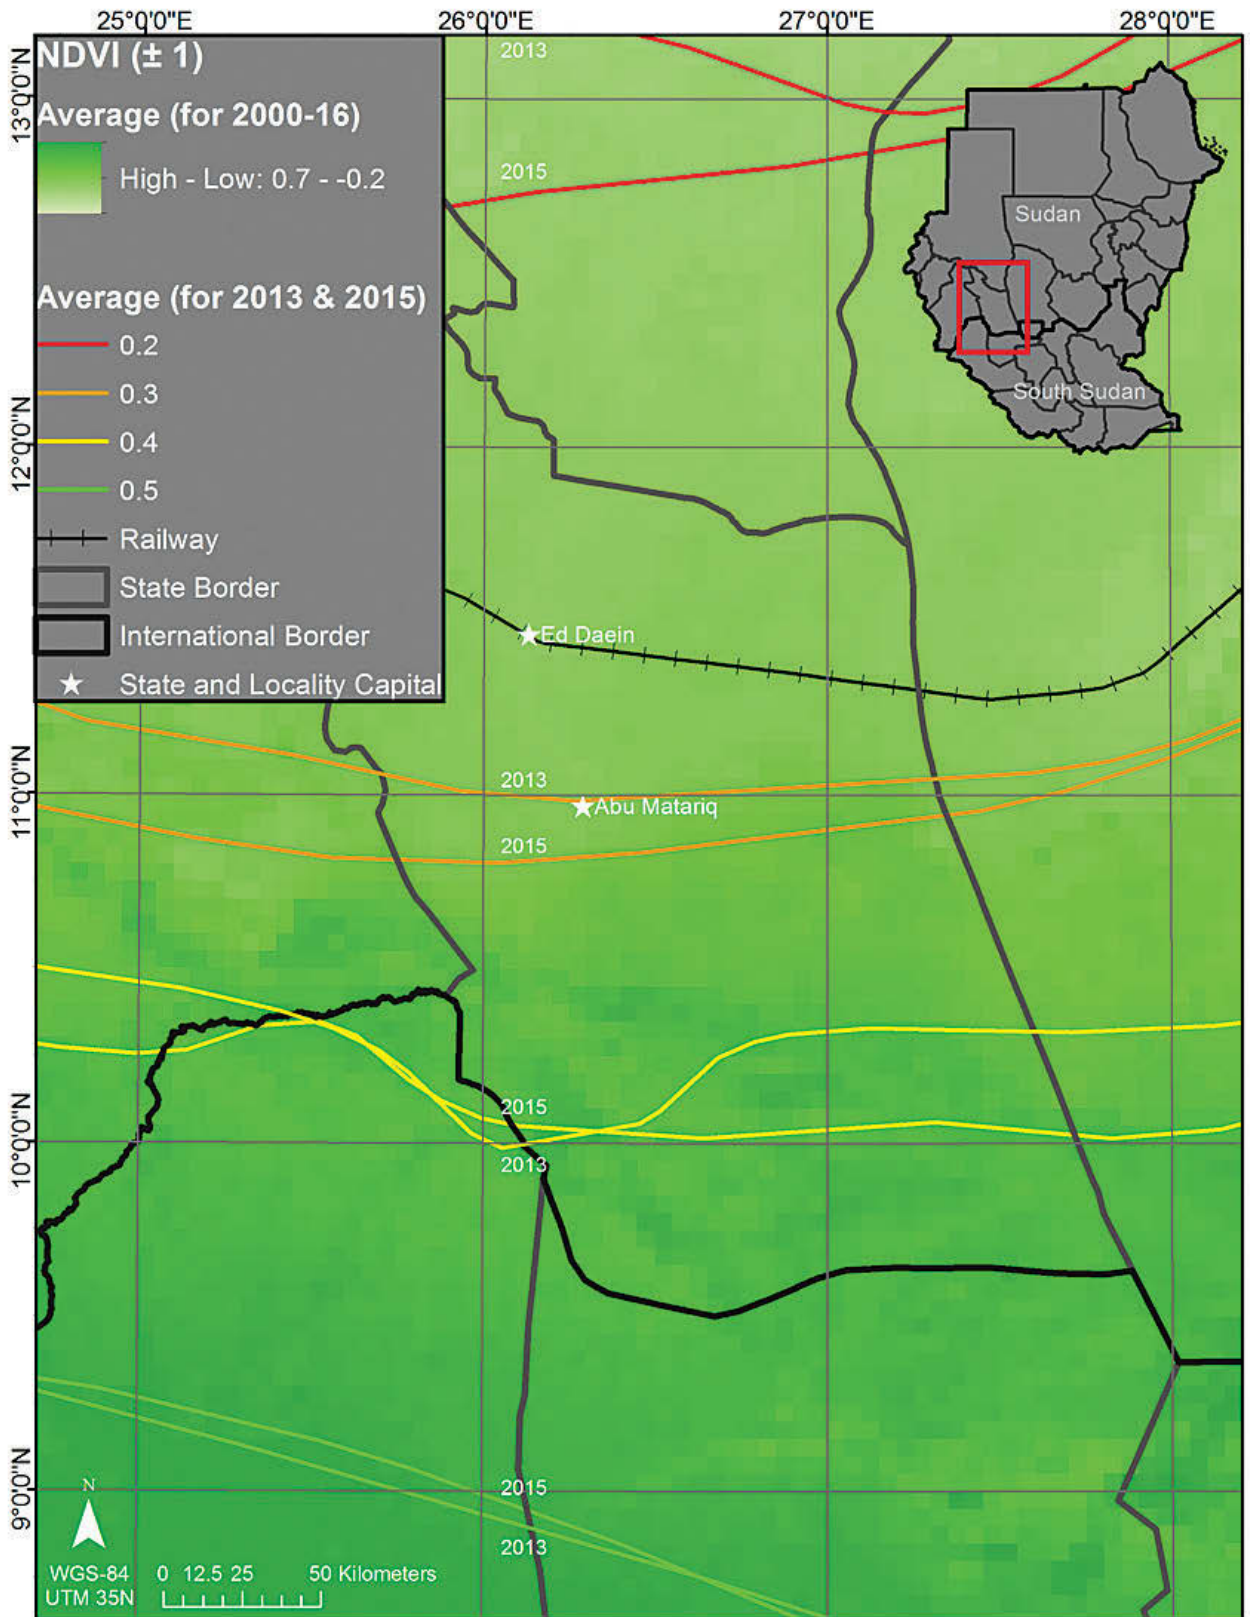 25°0'0"E 26°0'0"E 27°0'0"E 28°0'0"E
NDVI (± 1)
Average (for 2000-16)
High - Low: 0.7 - -0.2
Average (for 2013 & 2015)
0.2
0.3
0.4
0.5
Railway
State Border
International Border
State and Locality Capital
2013
2015
Sudan
South Sudan
Ed Daein
2013
Abu Matariq
2015
2015
2013
2015
2013
13°0'0"N
12°0'0"N
11°0'0"N
10°0'0"N
9°0'0"N
N
WGS-84
UTM 35N
0 12.5 25 50 Kilometers